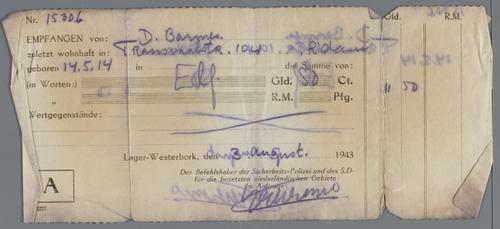 Nr. 15306 Gld. R.M.
EMPFANGEN von: D. Barmes.
zuletzt wohnhaft in: Transvaalstr. 104 A'dam
geboren 14.5.14 in die Summe von:
(in Worten:) Elf Gld. 50 Ct. 11 50
" R.M. Pfg.
Wertgegenstände:
Lager-Westerbork, den 3 august. 1943
Der Befehlshaber der Sicherheits-Polizei und des S.D.
für die besetzten niederländischen Gebiete:
im Auftrage:
A